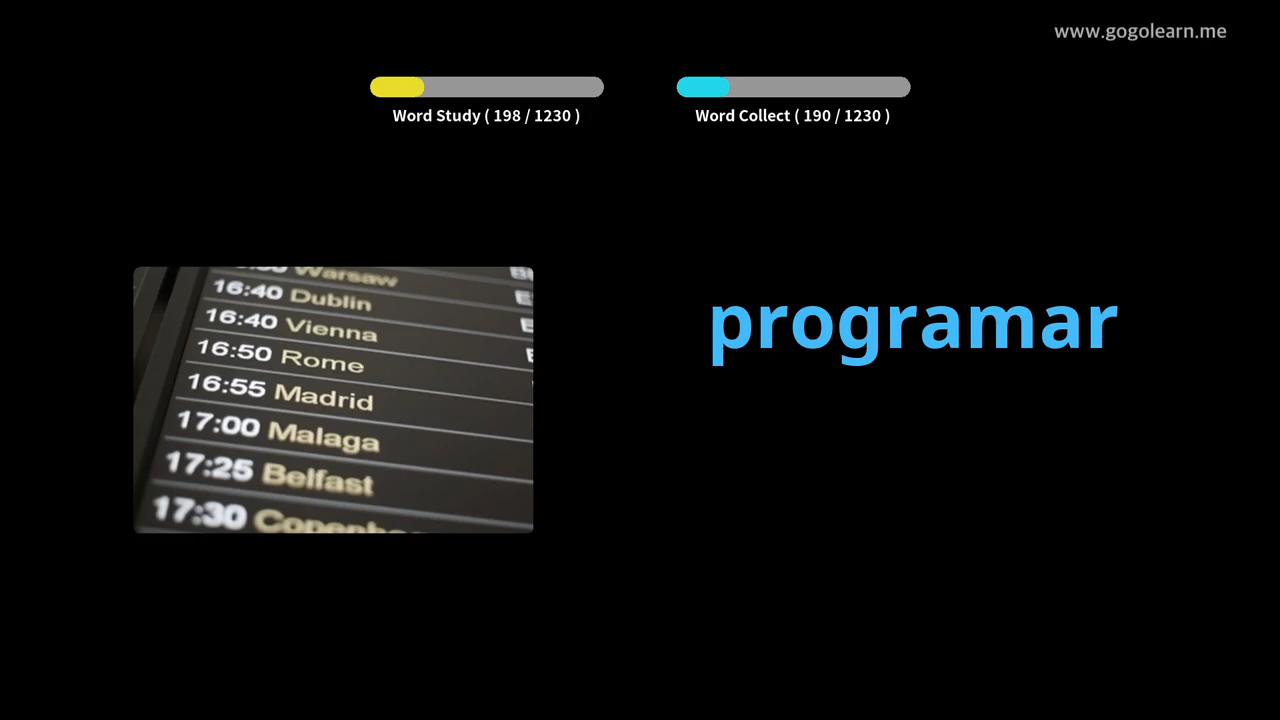 www.gogolearn.me
Word Study ( 198 / 1230 )
Word Collect ( 190 / 1230 )
Warsaw
16:40 Dublin
16:40 Vienna
16:50 Rome
16:55 Madrid
17:00 Malaga
17:25 Belfast
17:30
programar